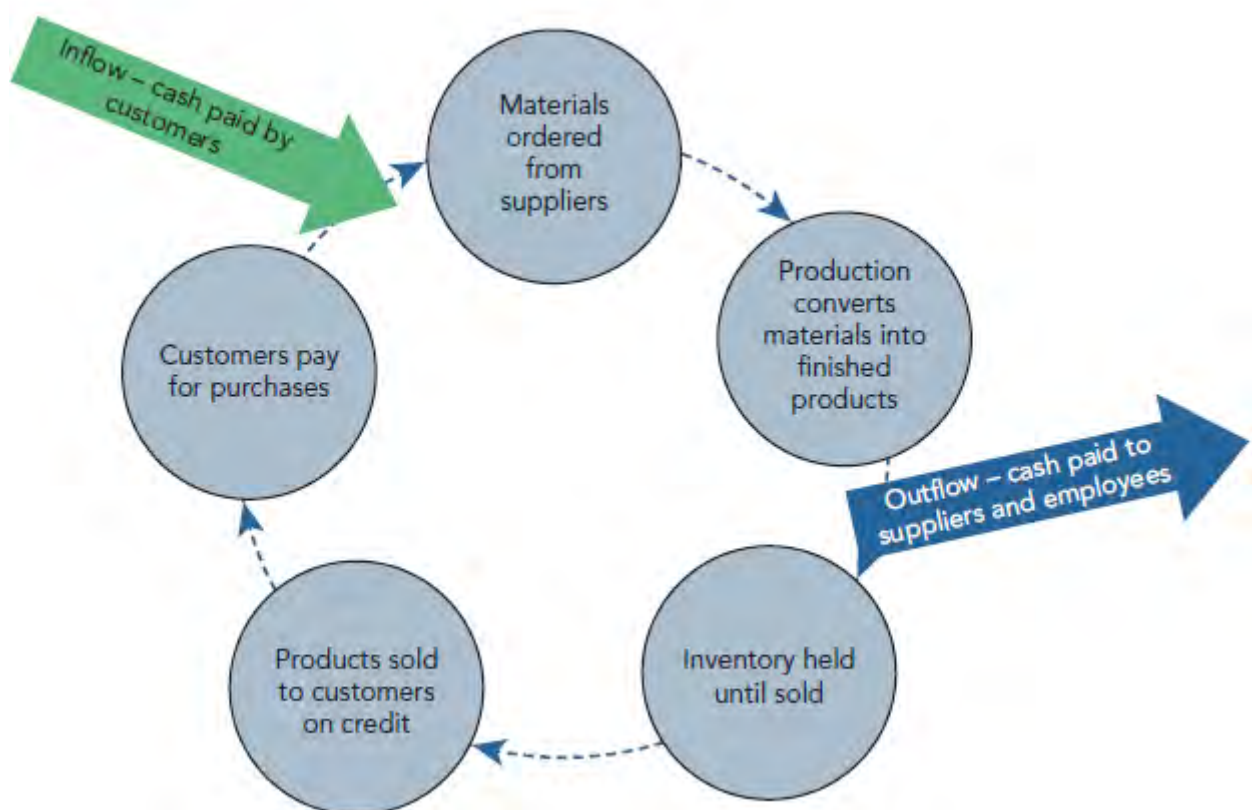 Inflow – cash paid by
customers
Materials
ordered
from
suppliers
Production
converts
materials into
finished
products
Outflow – cash paid to
suppliers and employees
Inventory held
until sold
Products sold
to customers
on credit
Customers pay
for purchases